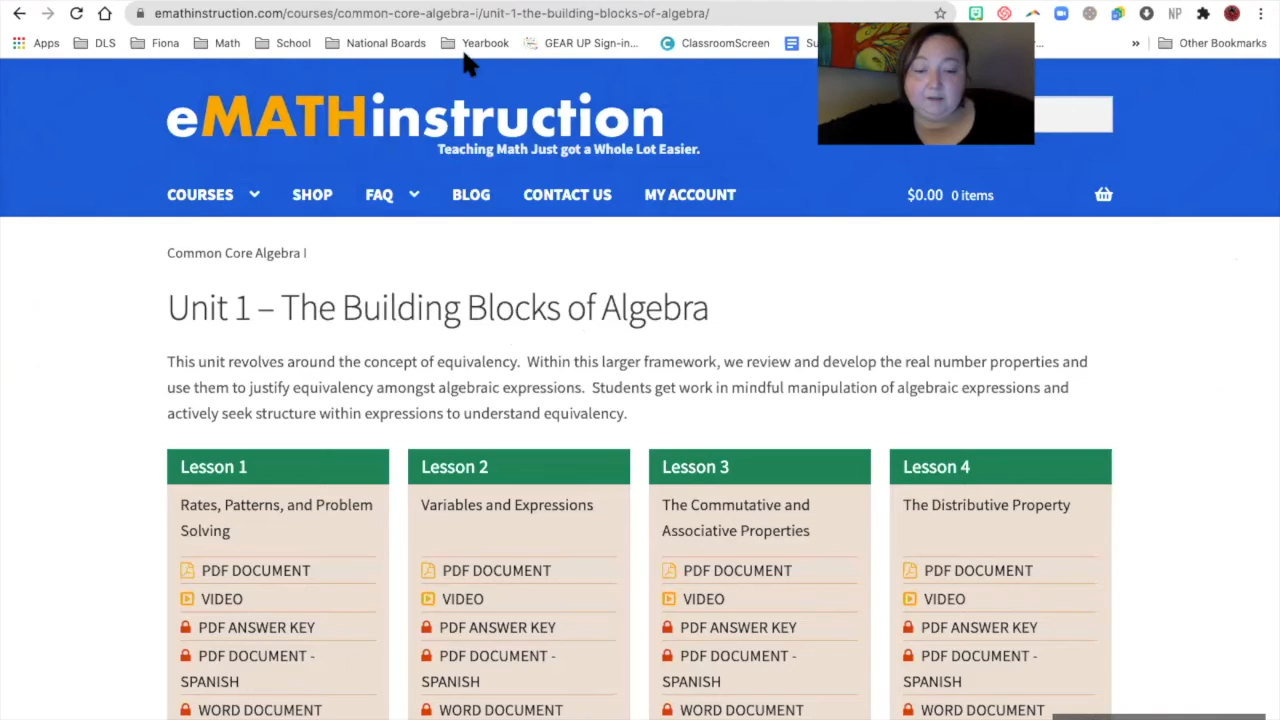 emathinstruction.com/courses/common-core-algebra-i/unit-1-the-building-blocks-of-algebra/
NP
Apps DLS Fiona Math School National Boards Yearbook GEAR UP Sign-in... ClassroomScreen Su » Other Bookmarks
eMATHinstruction
Teaching Math Just got a Whole Lot Easier.
COURSES SHOP FAQ BLOG CONTACT US MY ACCOUNT $0.00 0 items
Common Core Algebra I
Unit 1 – The Building Blocks of Algebra
This unit revolves around the concept of equivalency. Within this larger framework, we review and develop the real number properties and
use them to justify equivalency amongst algebraic expressions. Students get work in mindful manipulation of algebraic expressions and
actively seek structure within expressions to understand equivalency.
Lesson 1
Rates, Patterns, and Problem
Solving
PDF DOCUMENT
VIDEO
PDF ANSWER KEY
PDF DOCUMENT -
SPANISH
WORD DOCUMENT
Lesson 2
Variables and Expressions
PDF DOCUMENT
VIDEO
PDF ANSWER KEY
PDF DOCUMENT -
SPANISH
WORD DOCUMENT
Lesson 3
The Commutative and
Associative Properties
PDF DOCUMENT
VIDEO
PDF ANSWER KEY
PDF DOCUMENT -
SPANISH
WORD DOCUMENT
Lesson 4
The Distributive Property
PDF DOCUMENT
VIDEO
PDF ANSWER KEY
PDF DOCUMENT -
SPANISH
WORD DOCUMENT